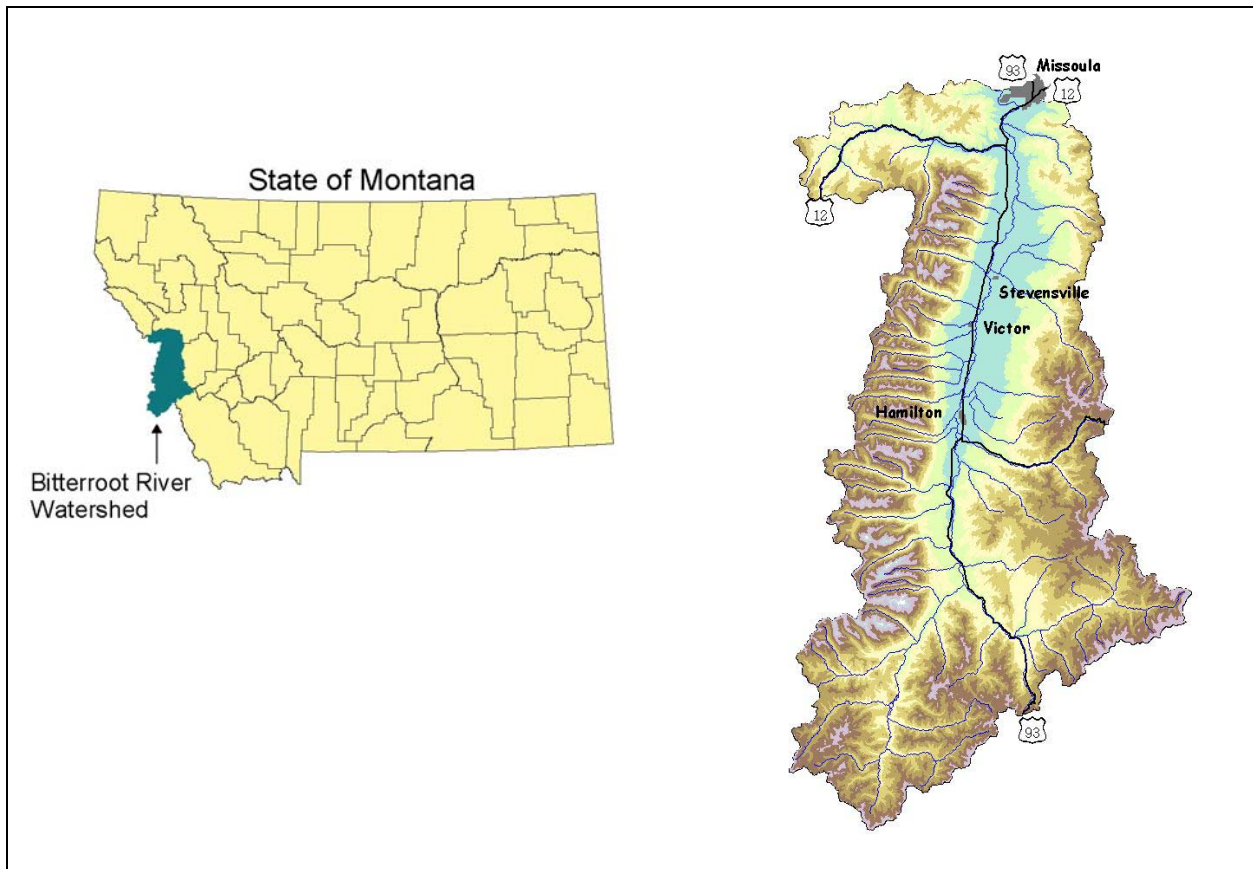 State of Montana
Bitterroot River
Watershed
93
Missoula
12
12
Stevensville
Victor
Hamilton
93